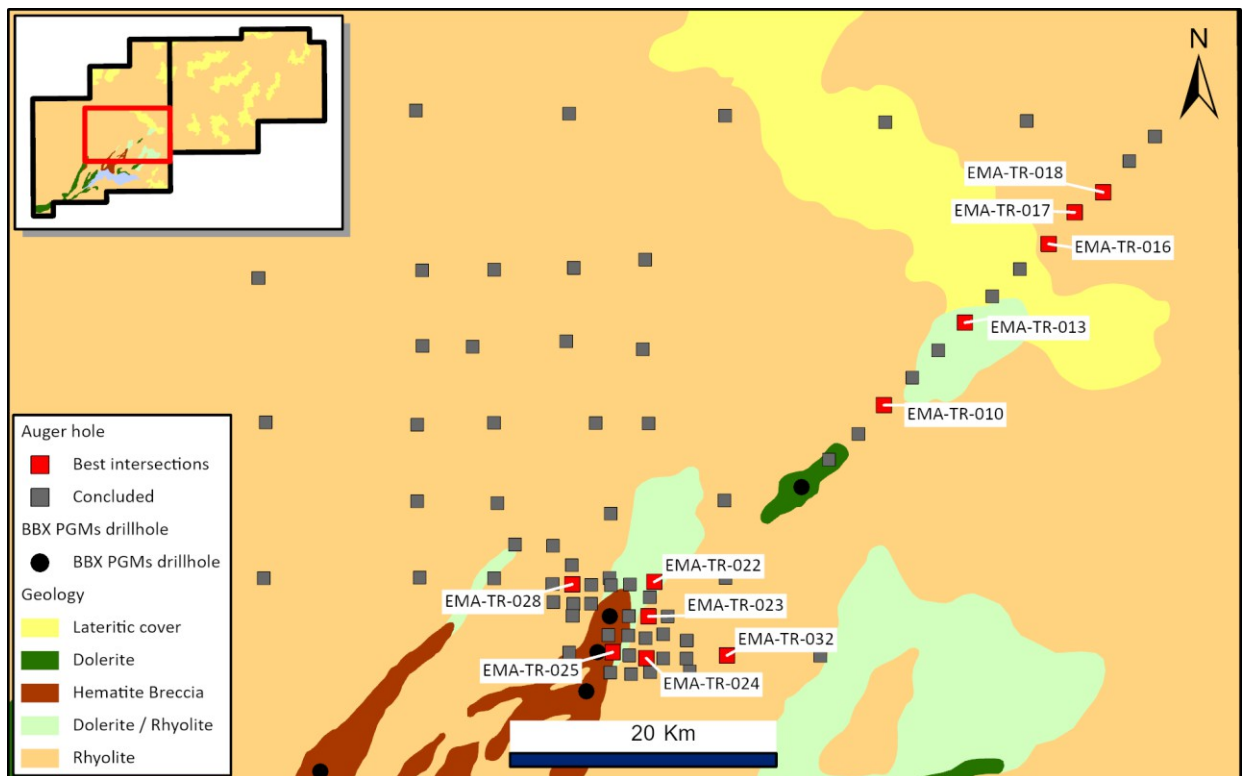 N
EMA-TR-018
EMA-TR-017
EMA-TR-016
EMA-TR-013
EMA-TR-010
EMA-TR-022
EMA-TR-028
EMA-TR-023
EMA-TR-032
EMA-TR-025
EMA-TR-024
Auger hole
Best intersections
Concluded
BBX PGMs drillhole
BBX PGMs drillhole
Geology
Lateritic cover
Dolerite
Hematite Breccia
Dolerite / Rhyolite
Rhyolite
20 Km